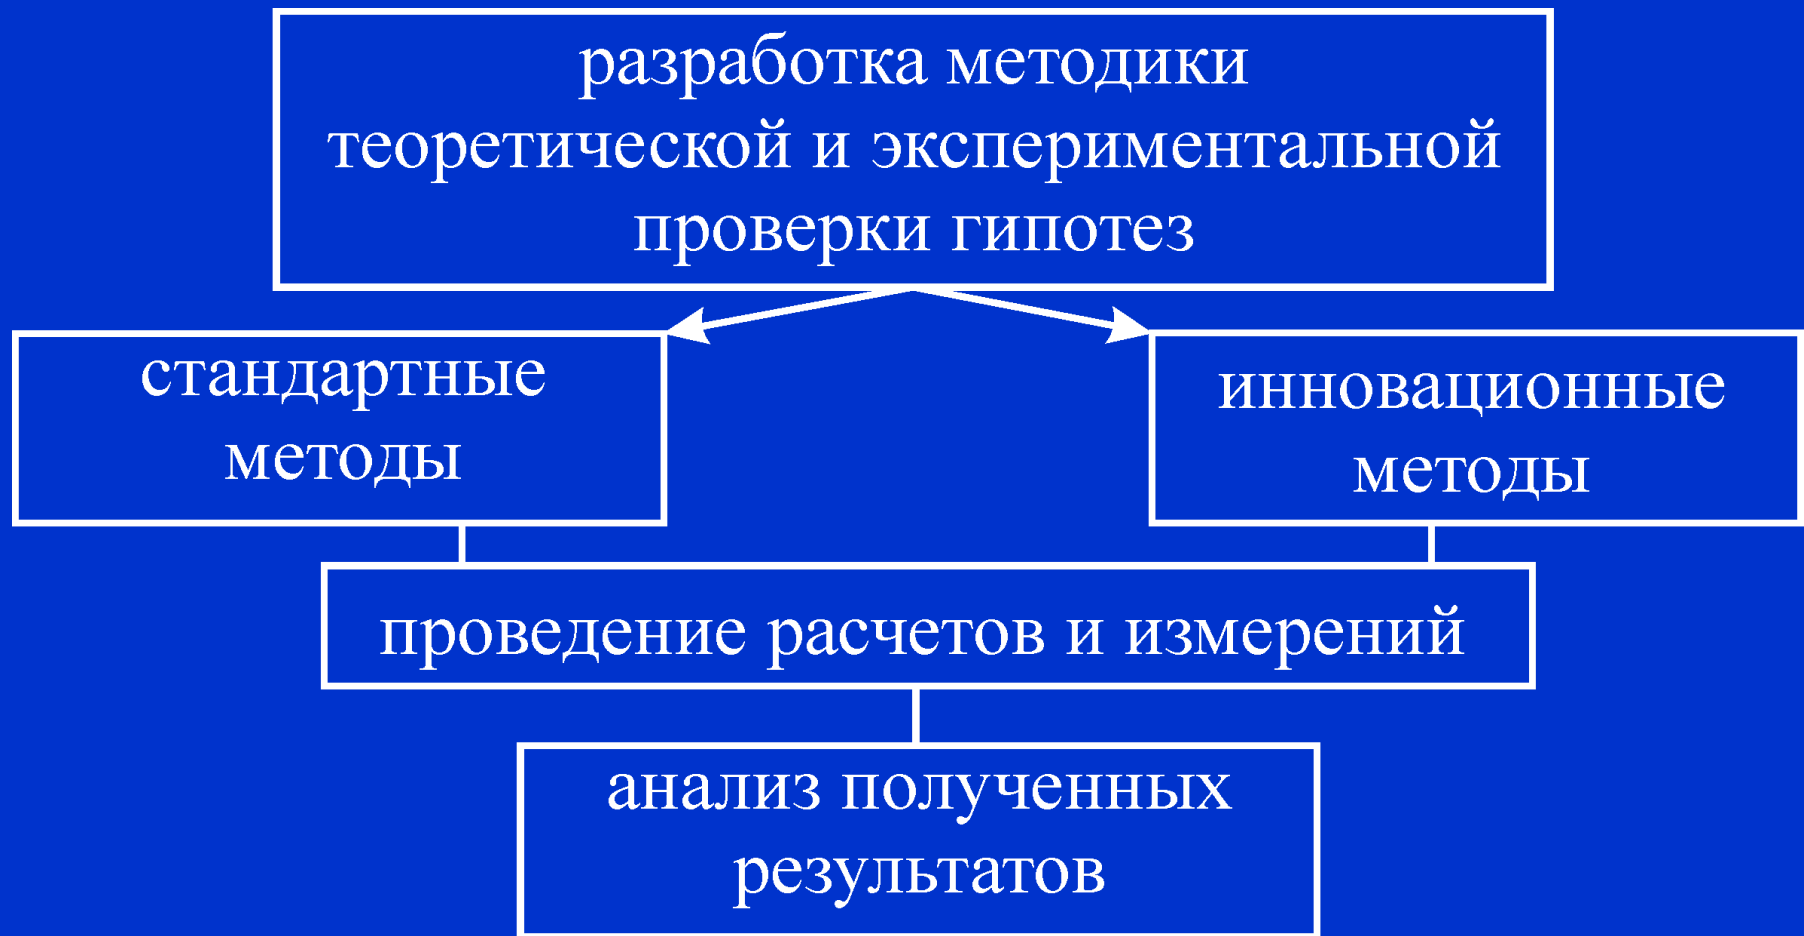 разработка методики
теоретической и экспериментальной
проверки гипотез
стандартные
методы
инновационные
методы
проведение расчетов и измерений
анализ полученных
результатов